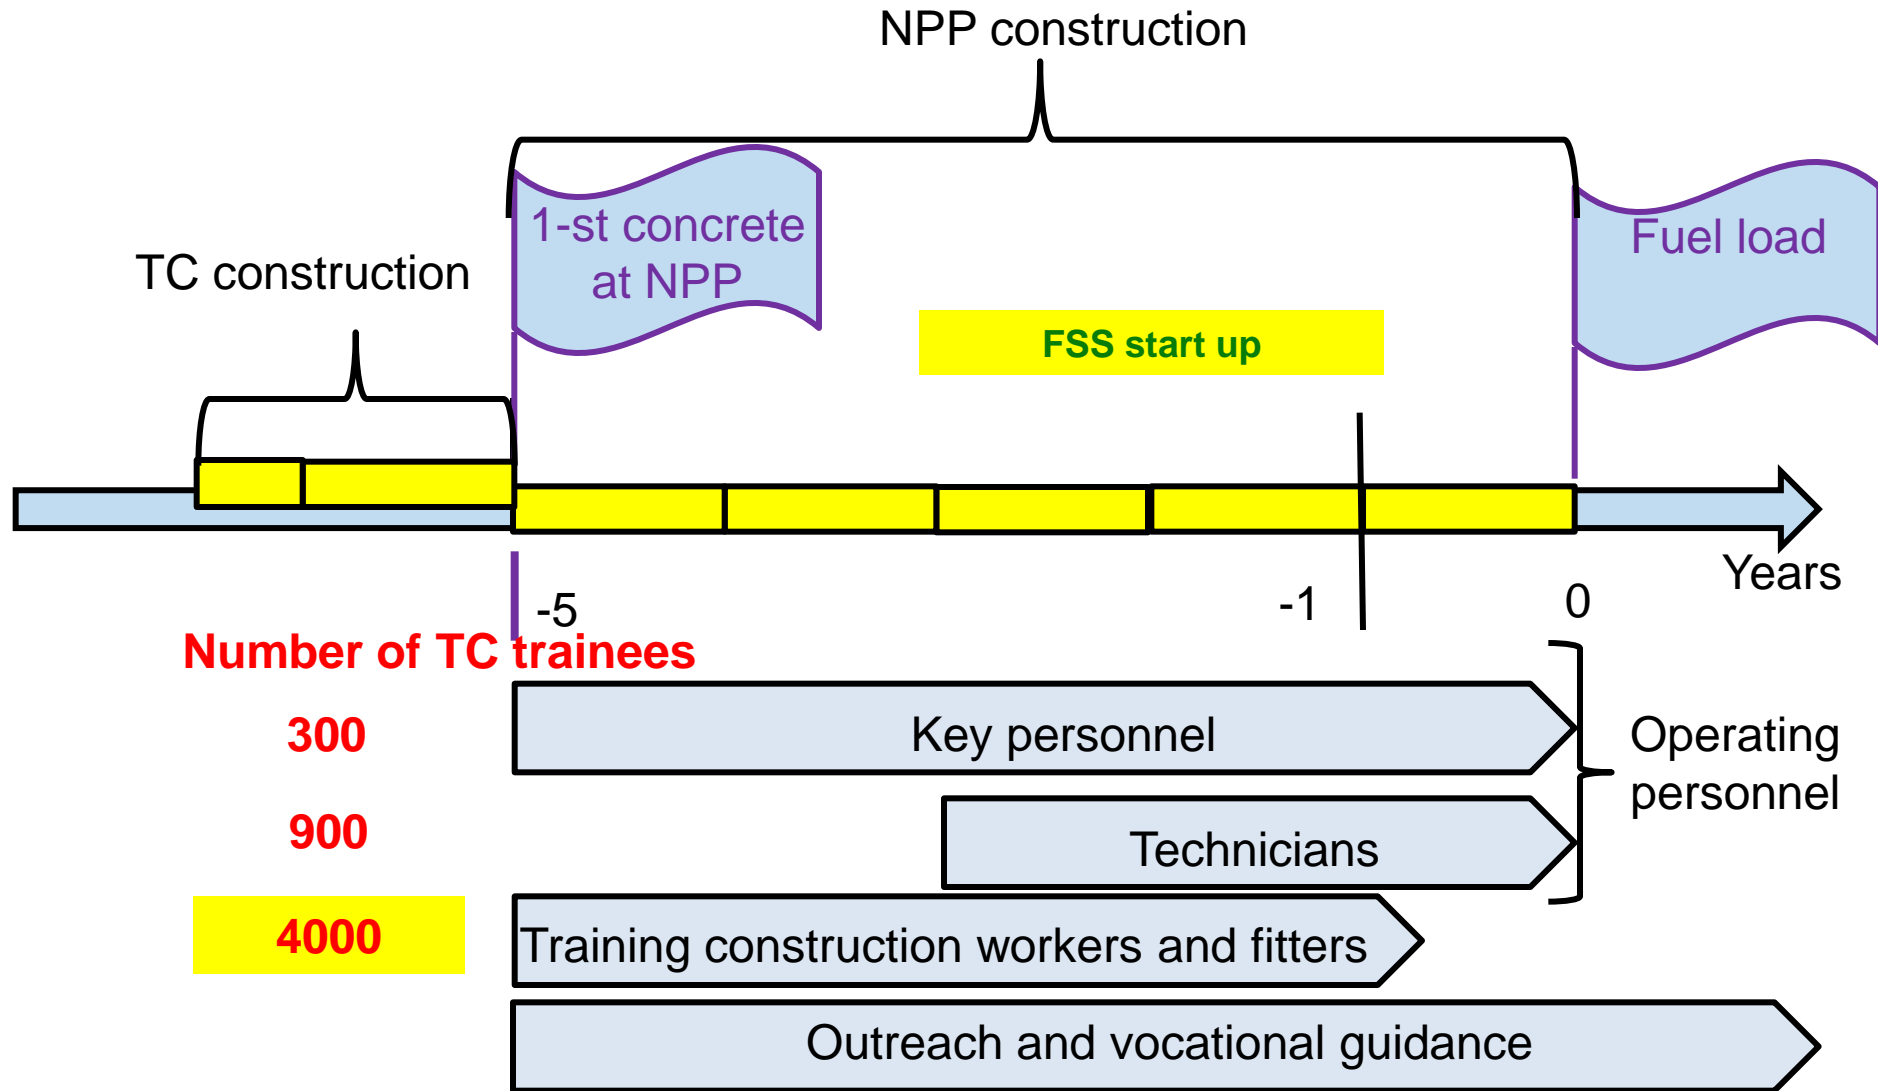 NPP construction
1-st concrete
at NPP
Fuel load
TC construction
FSS start up
Years
-5
-1
0
Number of TC trainees
300
Key personnel
Operating
personnel
900
Technicians
4000
Training construction workers and fitters
Outreach and vocational guidance